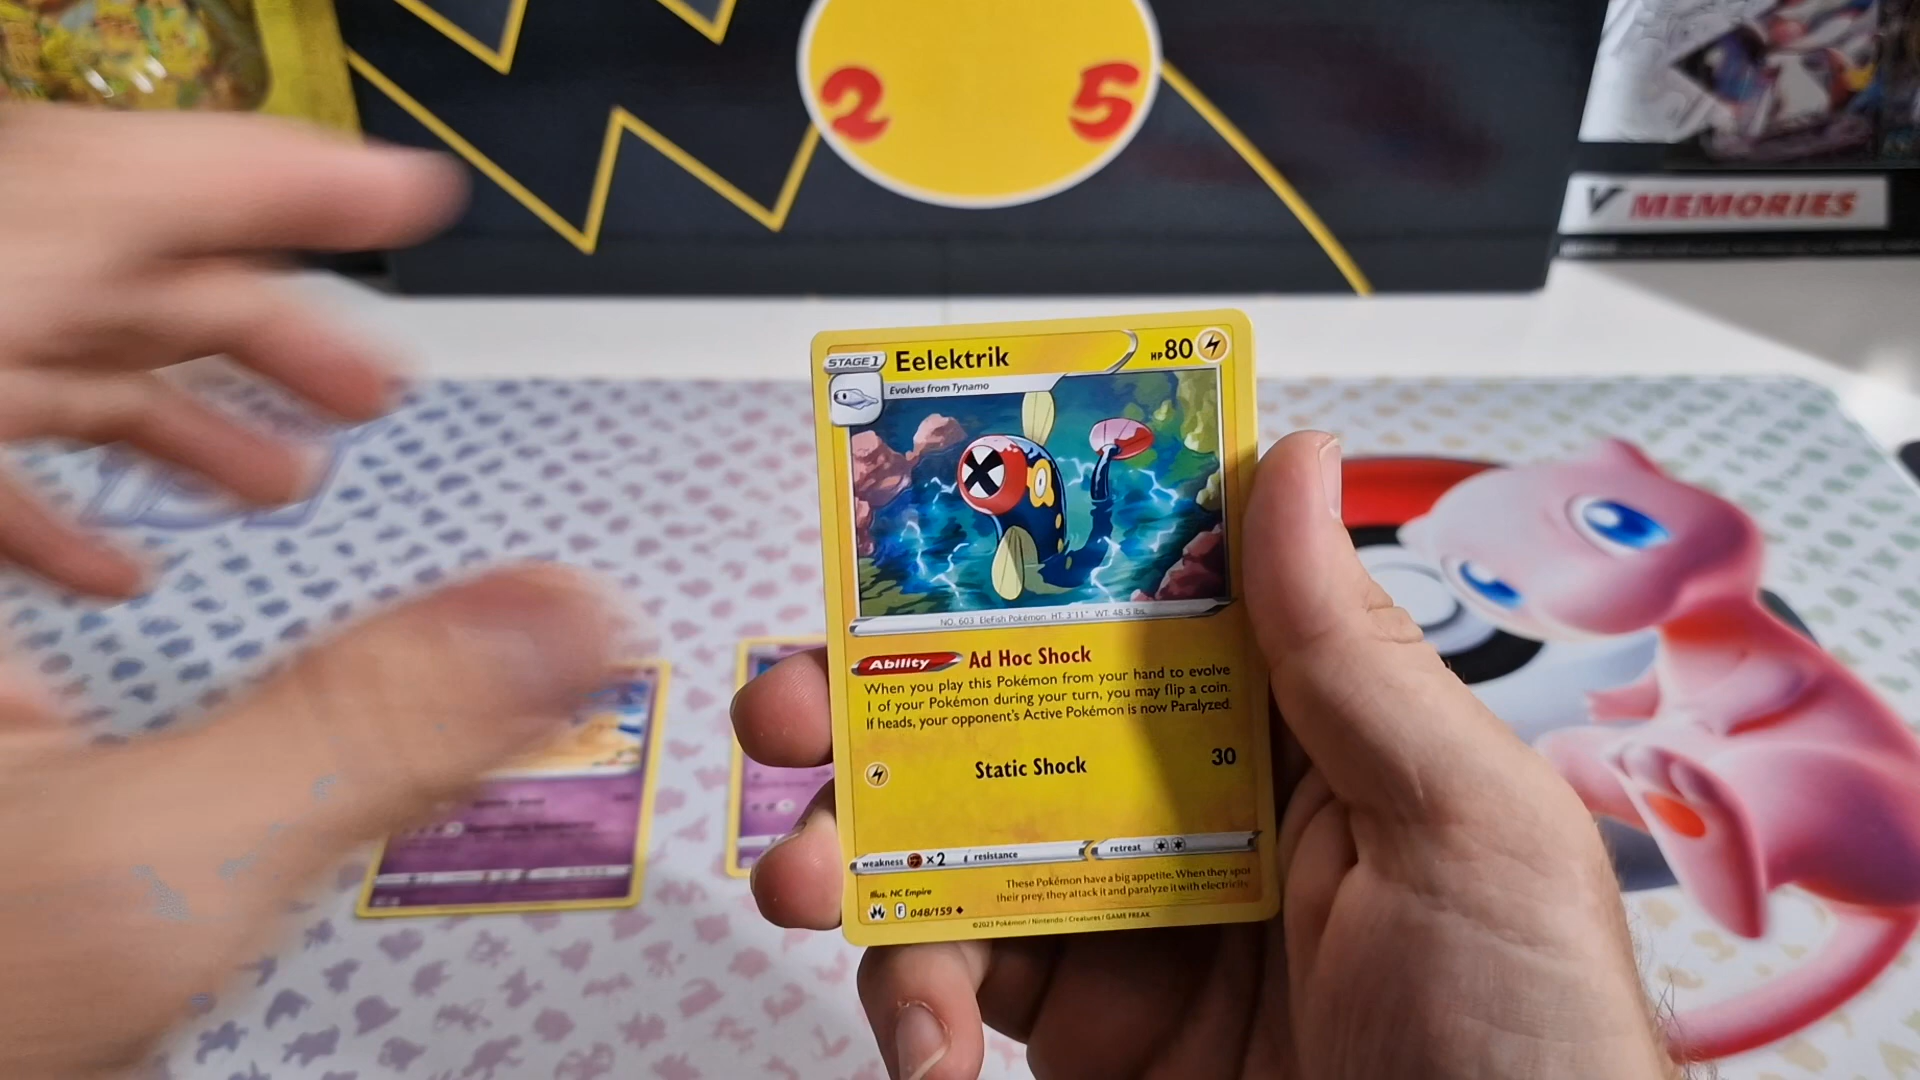 2 5
MEMORIES
STAGE 1 Eelektrik HP 80
Evolves from Tynamo
NO. 603 EleFish Pokémon HT. 3'11" WT. 48.5 lbs.
Ability Ad Hoc Shock
When you play this Pokémon from your hand to evolve
1 of your Pokémon during your turn, you may flip a coin.
If heads, your opponent's Active Pokémon is now Paralyzed.
Static Shock 30
weakness ×2 resistance retreat
These Pokémon have a big appetite. When they spot
their prey, they attack it and paralyze it with electricity.
Illus. NC Empire
F 048/159
©2023 Pokémon / Nintendo / Creatures / GAME FREAK